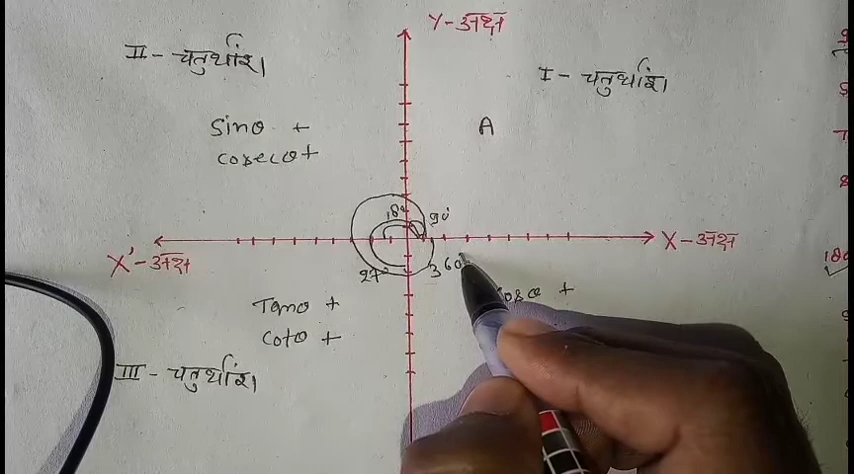 Y-अक्ष
II - चतुर्थांश।
I - चतुर्थांश।
sinθ +
cosecθ +
A
180
90°
X'-अक्ष
X-अक्ष
270
360°
Tanθ +
cotθ +
III - चतुर्थांश।